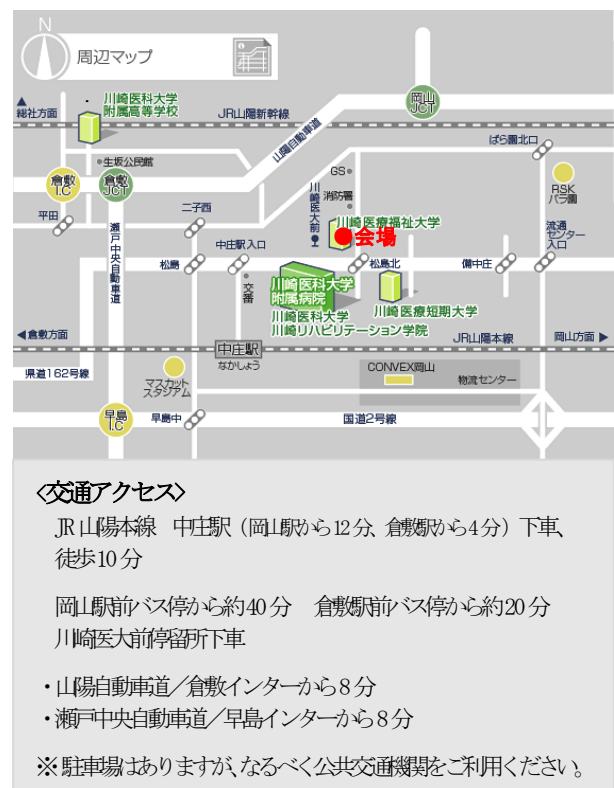 N
周辺マップ
岡山
JCT
▲
総社方面
川崎医科大学
附属高等学校
JR山陽新幹線
山陽自動車道
ばら園北口
生坂公民館
GS
倉敷
I.C
倉敷
JCT
川崎医大前
消防署
RSK
バラ園
平田
二子西
川崎医療福祉大学
会場
瀬戸中央自動車道
中庄駅入口
流通
センター
入口
松島
松島北
備中庄
交番
川崎医科大学
附属病院
川崎医療短期大学
川崎医科大学
川崎リハビリテーション学院
◀倉敷方面
JR山陽本線
岡山方面 ▶
中庄駅
なかしょう
県道162号線
マスカット
スタジアム
CONVEX岡山
物流センター
早島
I.C
早島中
国道2号線
〈交通アクセス〉
JR山陽本線　中庄駅（岡山駅から12分、倉敷駅から4分）下車、
徒歩10分
岡山駅前バス停から約40分　倉敷駅前バス停から約20分
川崎医大前停留所下車
・山陽自動車道／倉敷インターから8分
・瀬戸中央自動車道／早島インターから8分
※駐車場はありますが、なるべく公共交通機関をご利用ください。